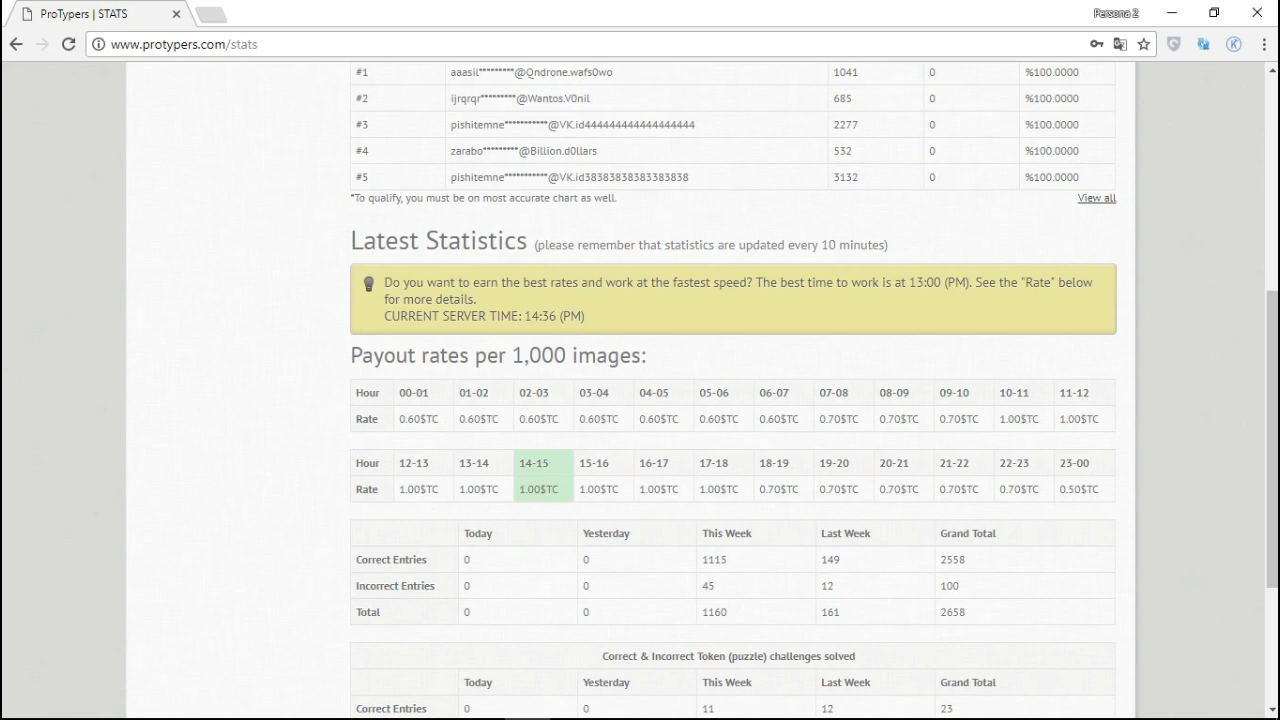 ProTypers | STATS
Persona 2
www.protypers.com/stats
#1 aaasil*********@Qndrone.wafs0wo 1041 0 %100.0000
#2 ijrqrqr*********@Wantos.V0nil 685 0 %100.0000
#3 pishitemne***********@VK.id444444444444444444 2277 0 %100.0000
#4 zarabo*********@Billion.d0llars 532 0 %100.0000
#5 pishitemne***********@VK.id38383838383383838 3132 0 %100.0000
*To qualify, you must be on most accurate chart as well. View all
Latest Statistics (please remember that statistics are updated every 10 minutes)
Do you want to earn the best rates and work at the fastest speed? The best time to work is at 13:00 (PM). See the "Rate" below
for more details.
CURRENT SERVER TIME: 14:36 (PM)
Payout rates per 1,000 images:
Hour 00-01 01-02 02-03 03-04 04-05 05-06 06-07 07-08 08-09 09-10 10-11 11-12
Rate 0.60$TC 0.60$TC 0.60$TC 0.60$TC 0.60$TC 0.60$TC 0.60$TC 0.70$TC 0.70$TC 0.70$TC 1.00$TC 1.00$TC
Hour 12-13 13-14 14-15 15-16 16-17 17-18 18-19 19-20 20-21 21-22 22-23 23-00
Rate 1.00$TC 1.00$TC 1.00$TC 1.00$TC 1.00$TC 1.00$TC 0.70$TC 0.70$TC 0.70$TC 0.70$TC 0.70$TC 0.50$TC
Today Yesterday This Week Last Week Grand Total
Correct Entries 0 0 1115 149 2558
Incorrect Entries 0 0 45 12 100
Total 0 0 1160 161 2658
Correct & Incorrect Token (puzzle) challenges solved
Today Yesterday This Week Last Week Grand Total
Correct Entries 0 0 11 12 23